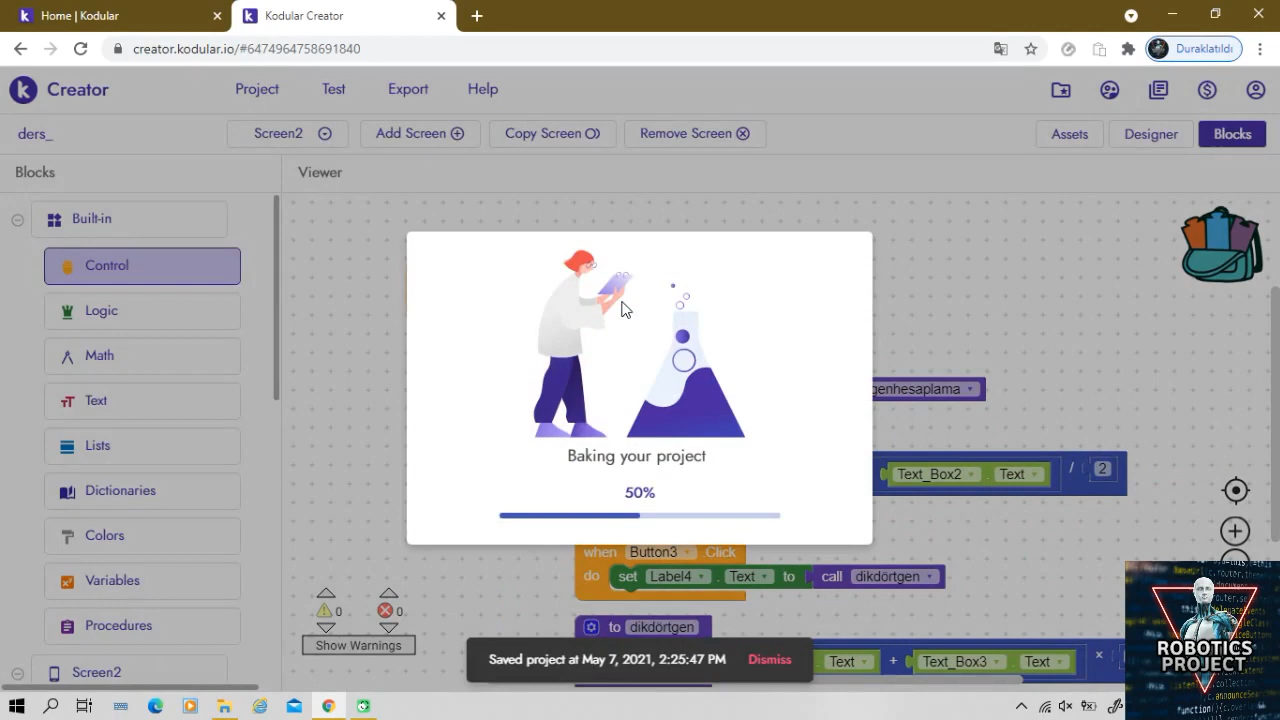 Home | Kodular
Kodular Creator
creator.kodular.io/#6474964758691840
Duraklatıldı
Creator
Project
Test
Export
Help
ders_
Screen2
Add Screen
Copy Screen
Remove Screen
Assets
Designer
Blocks
Blocks
Viewer
Built-in
Control
Logic
Math
Text
Lists
Dictionaries
Colors
Variables
Procedures
Screen2
Baking your project
50%
genhesaplama
Text_Box2 . Text / 2
when Button3 .Click
do set Label4 . Text to call dikdörtgen
to dikdörtgen
. Text + Text_Box3 . Text ×
0 0
Show Warnings
Saved project at May 7, 2021, 2:25:47 PM Dismiss
ROBOTICS
PROJECT